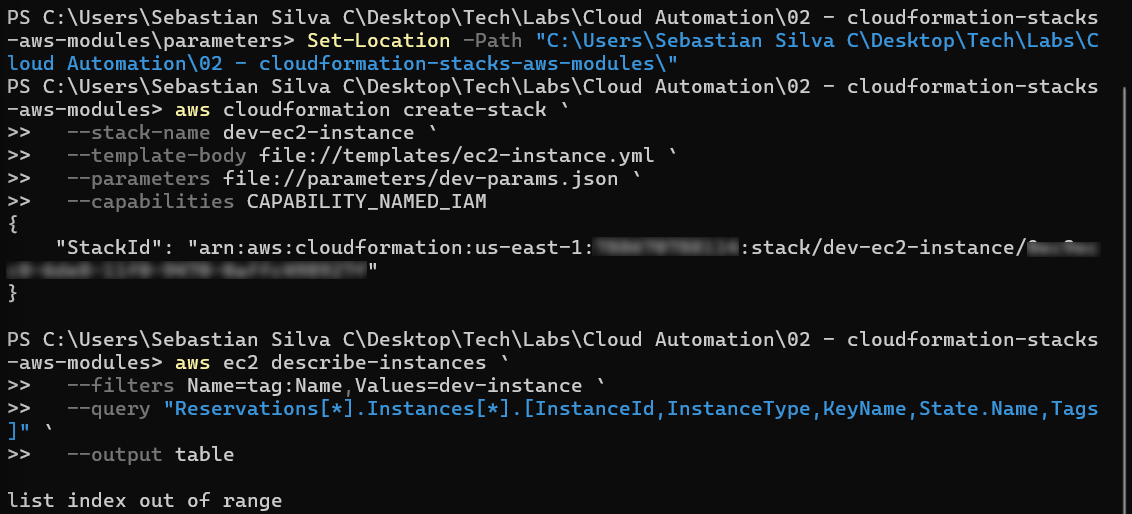 PS C:\Users\Sebastian Silva C\Desktop\Tech\Labs\Cloud Automation\02 - cloudformation-stacks
-aws-modules\parameters> Set-Location -Path "C:\Users\Sebastian Silva C\Desktop\Tech\Labs\C
loud Automation\02 - cloudformation-stacks-aws-modules\"
PS C:\Users\Sebastian Silva C\Desktop\Tech\Labs\Cloud Automation\02 - cloudformation-stacks
-aws-modules> aws cloudformation create-stack `
>>   --stack-name dev-ec2-instance `
>>   --template-body file://templates/ec2-instance.yml `
>>   --parameters file://parameters/dev-params.json `
>>   --capabilities CAPABILITY_NAMED_IAM
{
    "StackId": "arn:aws:cloudformation:us-east-1: :stack/dev-ec2-instance/
"
}
PS C:\Users\Sebastian Silva C\Desktop\Tech\Labs\Cloud Automation\02 - cloudformation-stacks
-aws-modules> aws ec2 describe-instances `
>>   --filters Name=tag:Name,Values=dev-instance `
>>   --query "Reservations[*].Instances[*].[InstanceId,InstanceType,KeyName,State.Name,Tags
]" `
>>   --output table
list index out of range